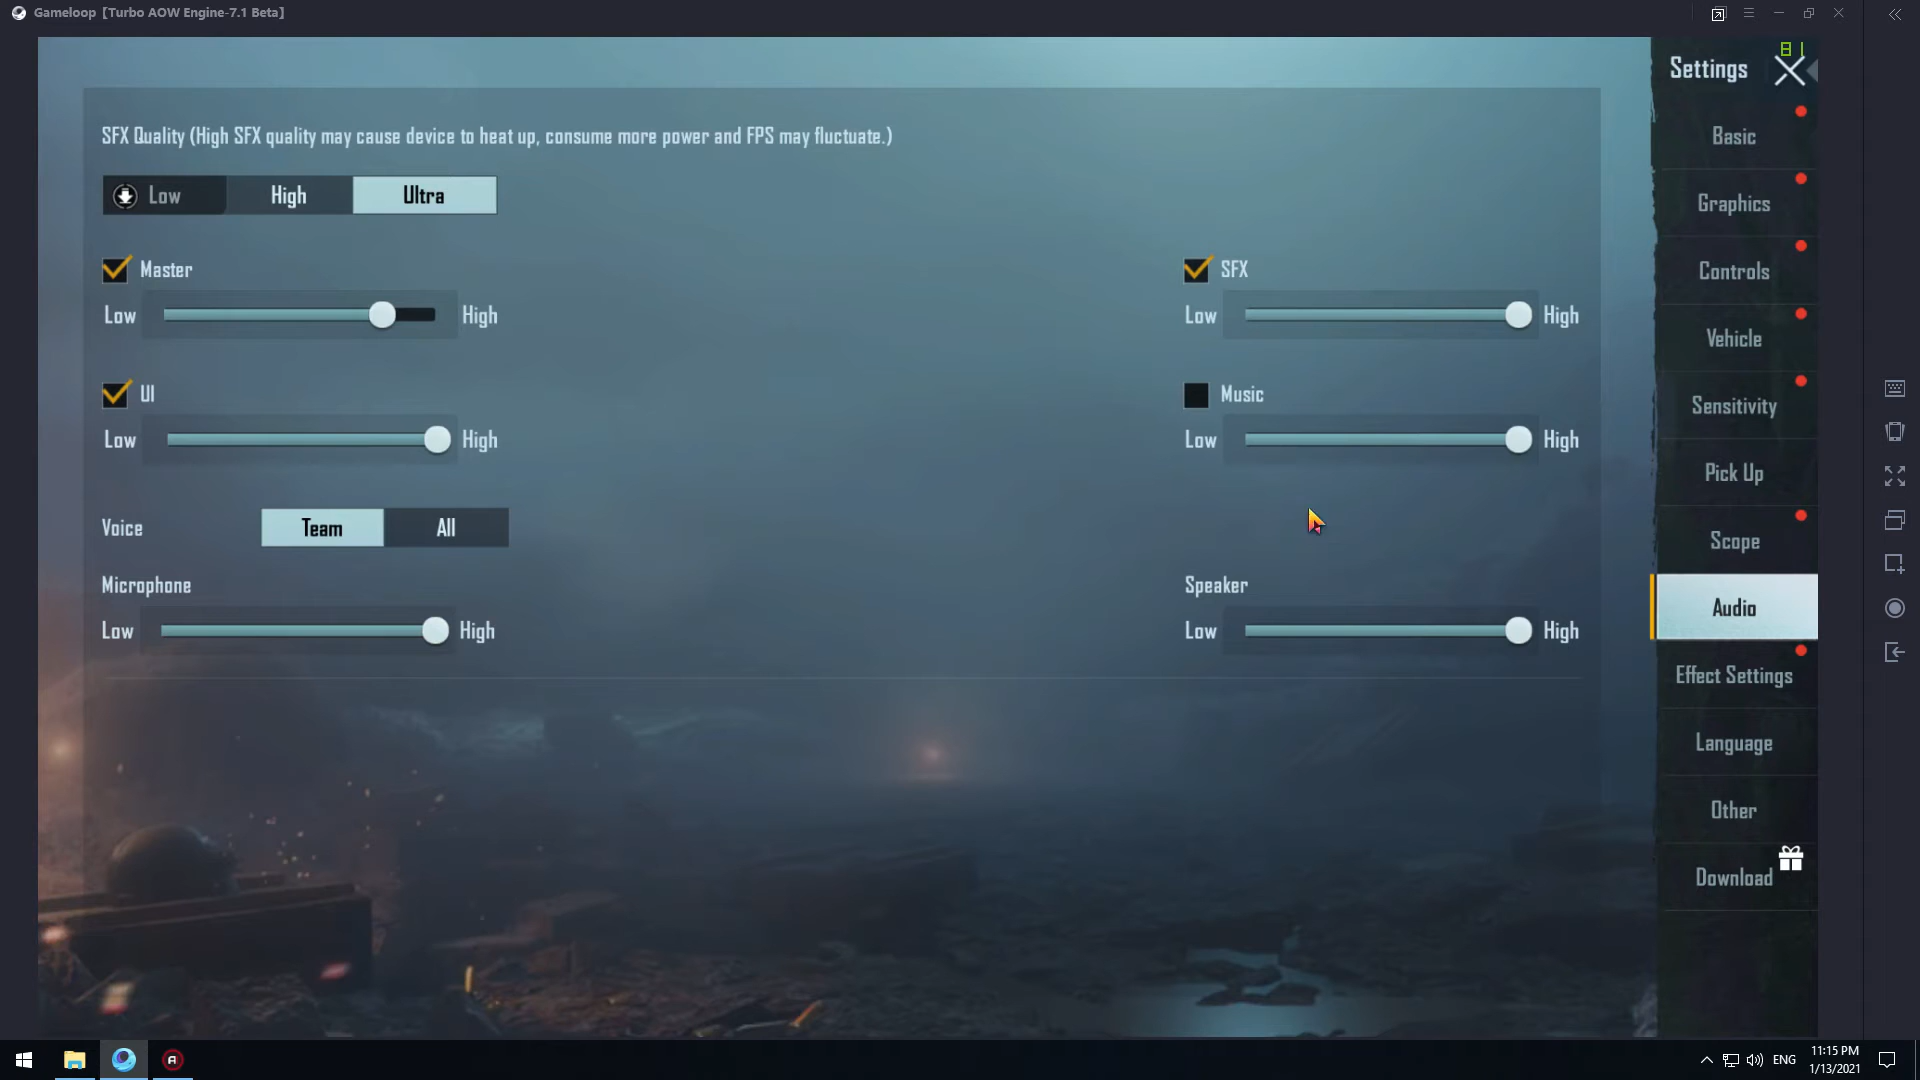 Gameloop [Turbo AOW Engine-7.1 Beta]
81
Settings
SFX Quality (High SFX quality may cause device to heat up, consume more power and FPS may fluctuate.)
Low High Ultra
Master
Low High
SFX
Low High
UI
Low High
Music
Low High
Voice Team All
Microphone
Low High
Speaker
Low High
Basic
Graphics
Controls
Vehicle
Sensitivity
Pick Up
Scope
Audio
Effect Settings
Language
Other
Download
ENG
11:15 PM
1/13/2021